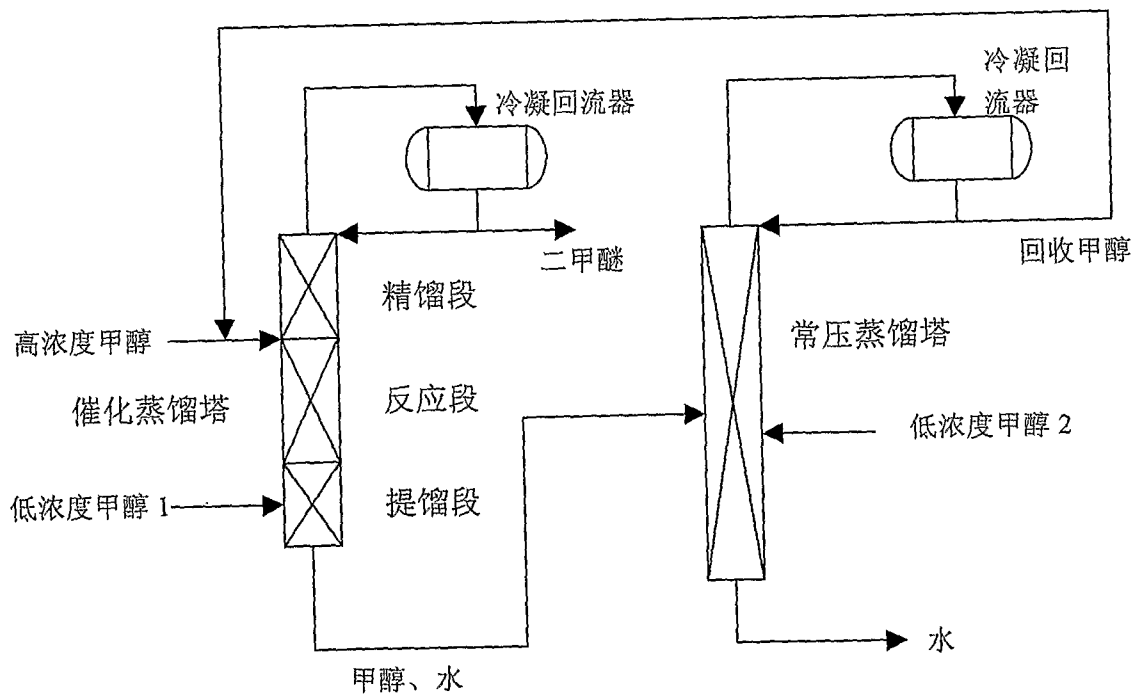 冷凝回
流器
冷凝回流器
二甲醚
回收甲醇
精馏段
高浓度甲醇
常压蒸馏塔
催化蒸馏塔
反应段
低浓度甲醇 2
低浓度甲醇 1
提馏段
水
甲醇、水